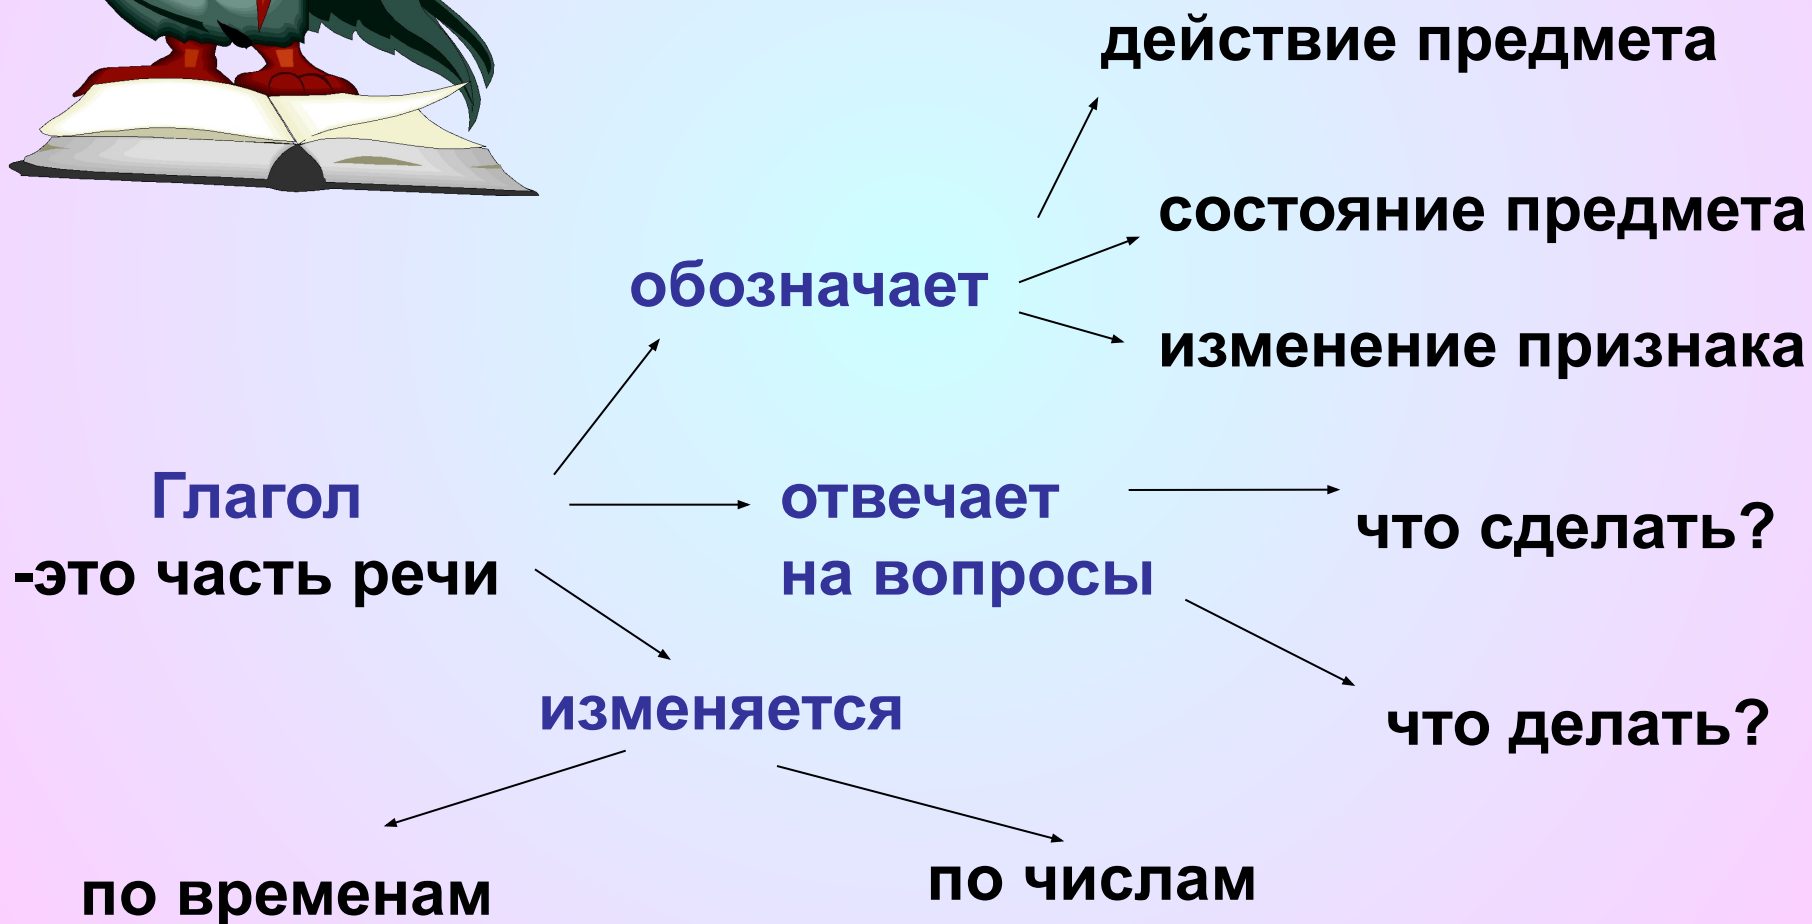 действие предмета
состояние предмета
обозначает
изменение признака
Глагол
-это часть речи
отвечает
на вопросы
что сделать?
что делать?
изменяется
по временам
по числам